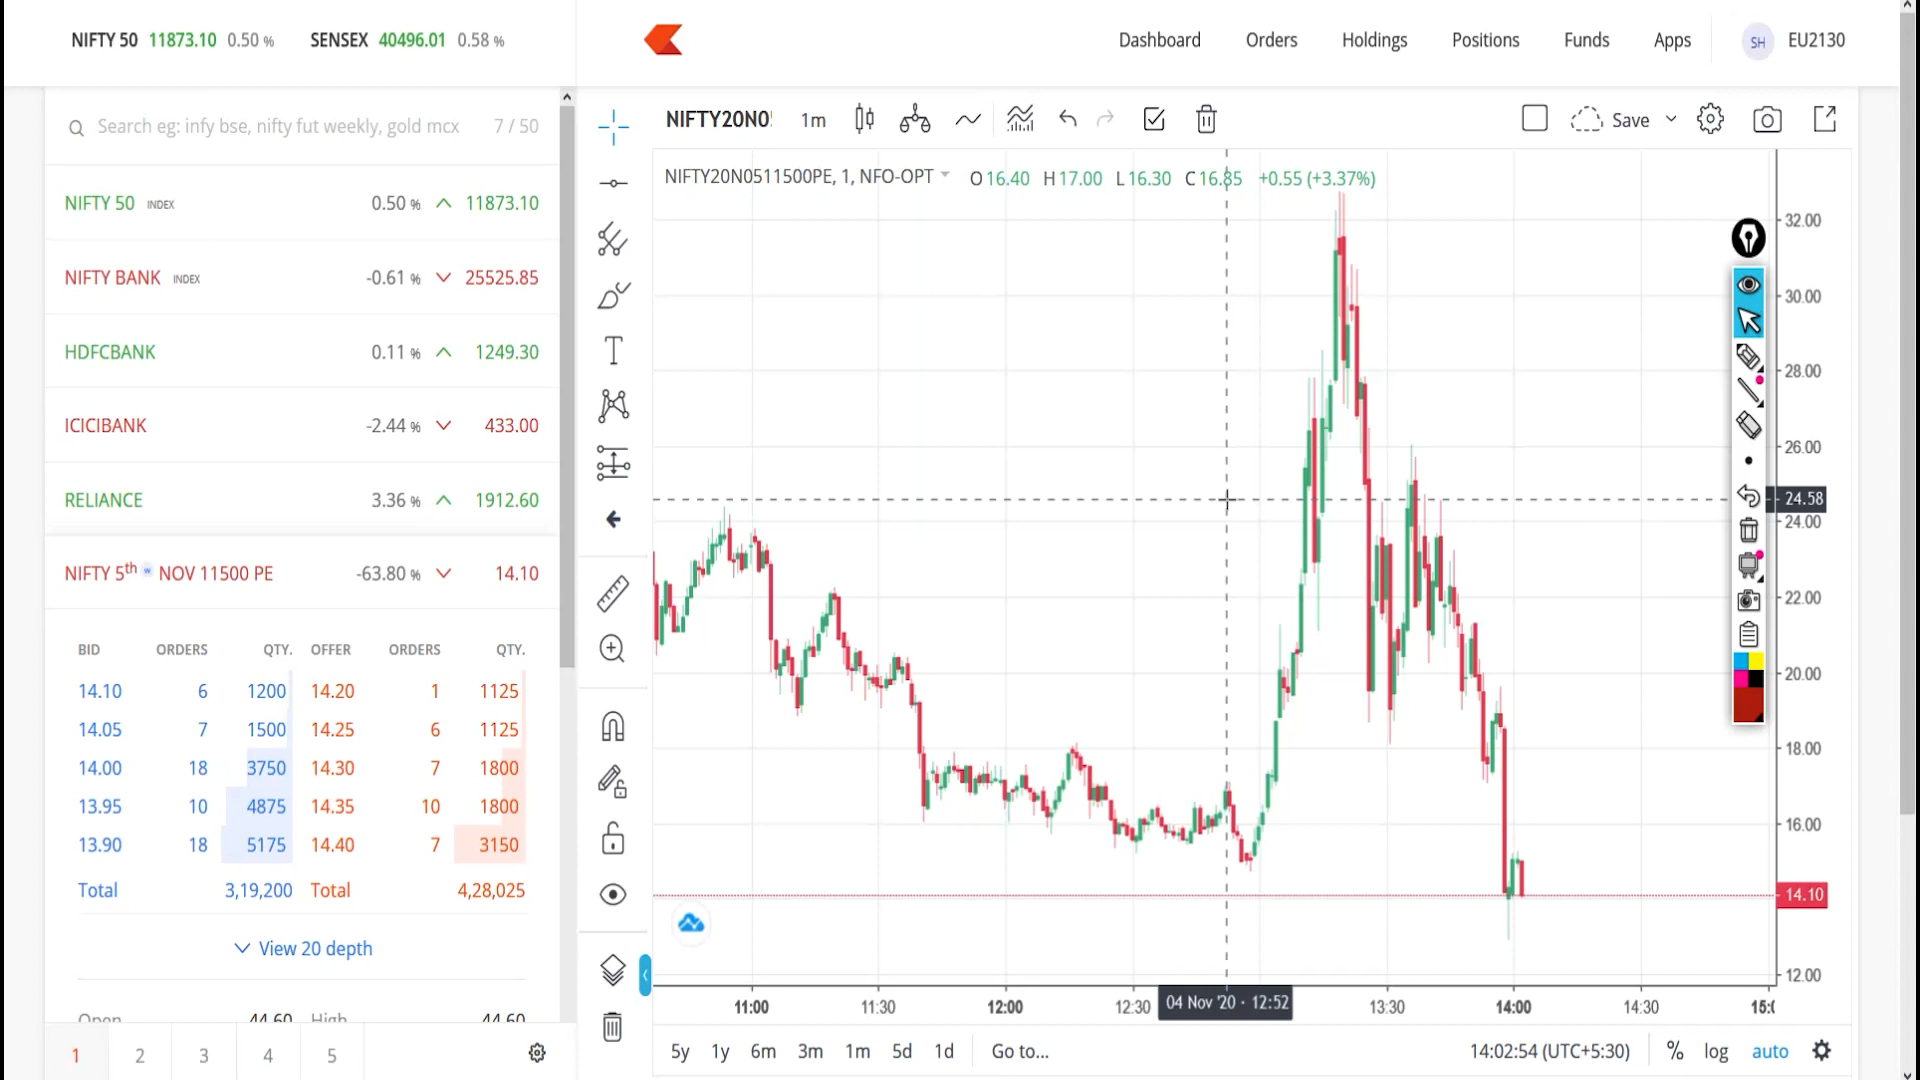 NIFTY 50 11873.10 0.50 % SENSEX 40496.01 0.58 %
Dashboard Orders Holdings Positions Funds Apps SH EU2130
Search eg: infy bse, nifty fut weekly, gold mcx 7 / 50
NIFTY 50 INDEX 0.50 % 11873.10
NIFTY BANK INDEX -0.61 % 25525.85
HDFCBANK 0.11 % 1249.30
ICICIBANK -2.44 % 433.00
RELIANCE 3.36 % 1912.60
NIFTY 5th w NOV 11500 PE -63.80 % 14.10
BID ORDERS QTY. OFFER ORDERS QTY.
14.10 6 1200 14.20 1 1125
14.05 7 1500 14.25 6 1125
14.00 18 3750 14.30 7 1800
13.95 10 4875 14.35 10 1800
13.90 18 5175 14.40 7 3150
Total 3,19,200 Total 4,28,025
View 20 depth
Open 44.60 High 44.60
1 2 3 4 5
NIFTY20N0 1m Save
NIFTY20N0511500PE, 1, NFO-OPT O 16.40 H 17.00 L 16.30 C 16.85 +0.55 (+3.37%)
32.00
30.00
28.00
26.00
24.58
24.00
22.00
20.00
18.00
16.00
14.10
12.00
11:00 11:30 12:00 12:30 04 Nov '20 · 12:52 13:30 14:00 14:30
5y 1y 6m 3m 1m 5d 1d Go to... 14:02:54 (UTC+5:30) % log auto